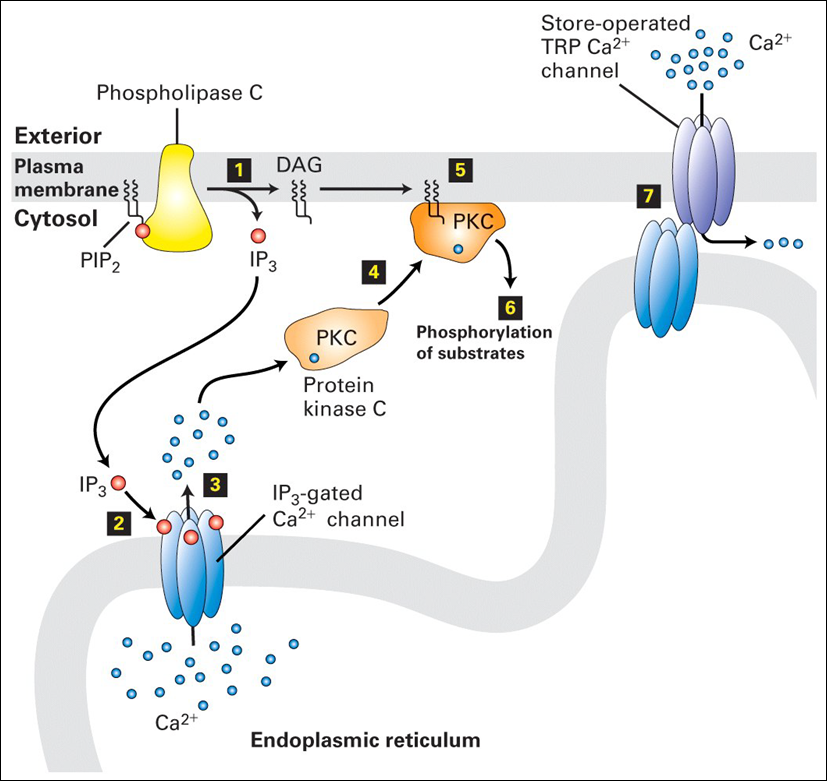 Store-operated
TRP Ca2+
channel
Ca2+
Phospholipase C
Exterior
Plasma
membrane
Cytosol
1
DAG
5
PKC
7
PIP2
IP3
4
6
Phosphorylation
of substrates
PKC
Protein
kinase C
IP3
3
2
IP3-gated
Ca2+ channel
Ca2+
Endoplasmic reticulum